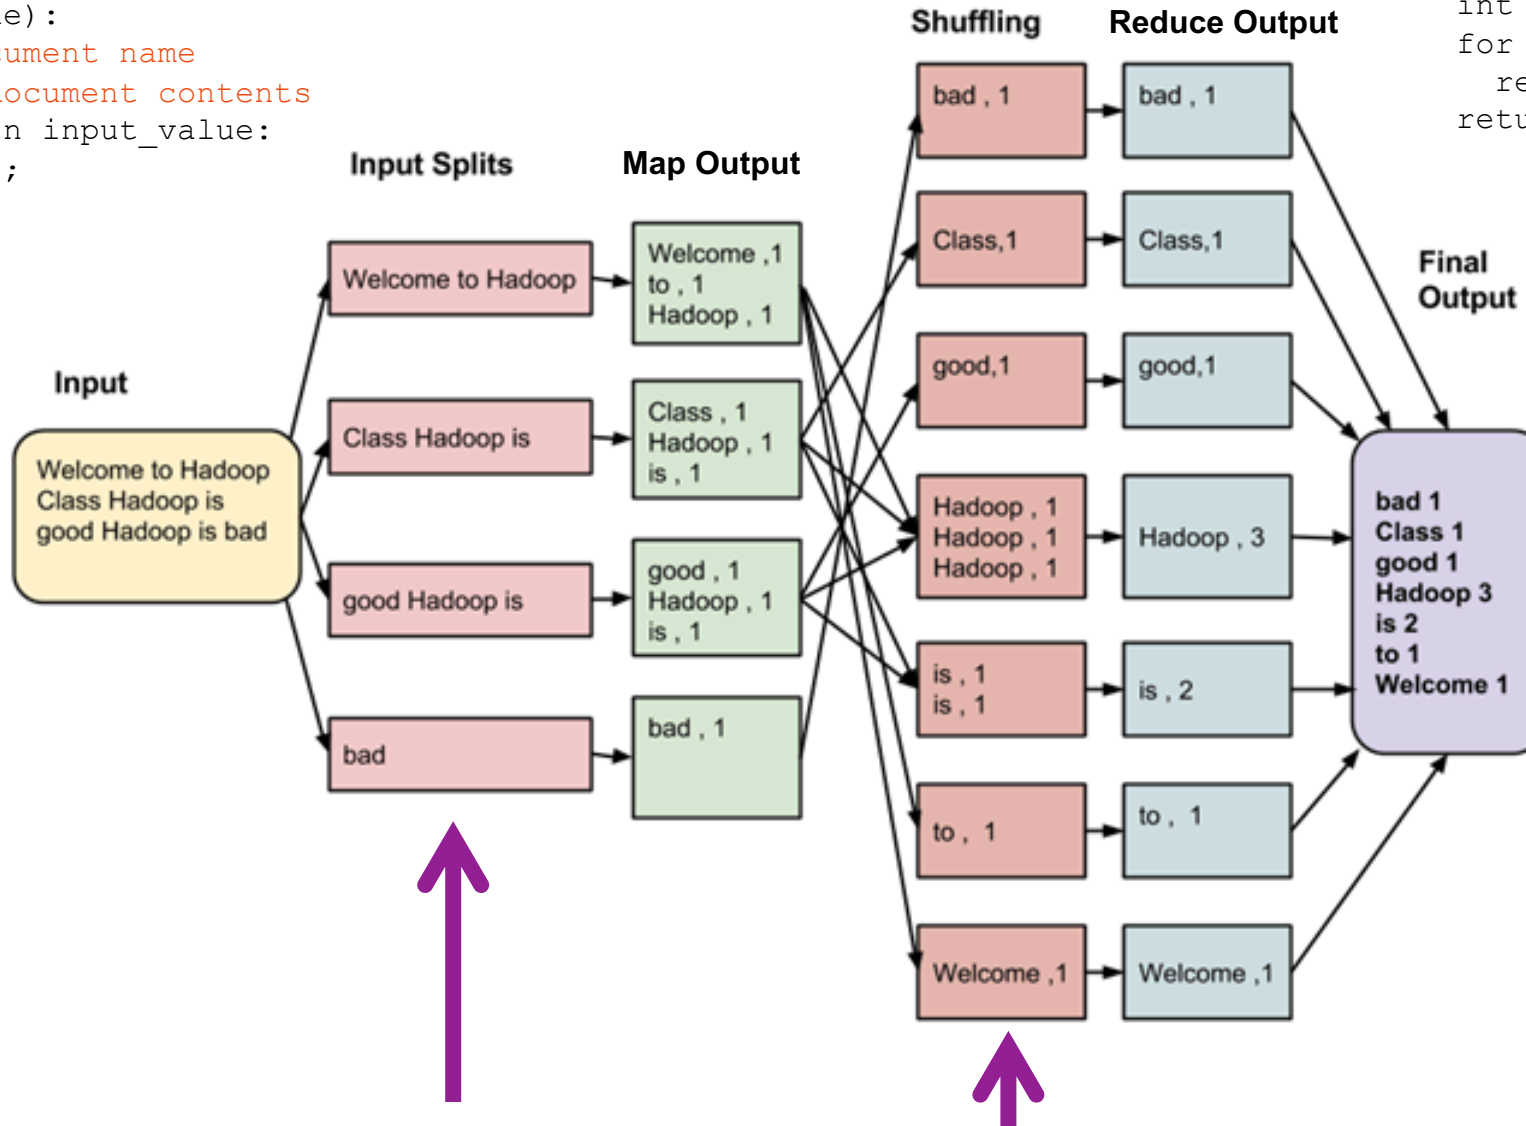 e):
cument name
document contents
n input_value:
;
int
for
re
retu
Input
Welcome to Hadoop
Class Hadoop is
good Hadoop is bad
Input Splits
Welcome to Hadoop
Class Hadoop is
good Hadoop is
bad
Map Output
Welcome ,1
to , 1
Hadoop , 1
Class , 1
Hadoop , 1
is , 1
good , 1
Hadoop , 1
is , 1
bad , 1
Shuffling
bad , 1
Class,1
good,1
Hadoop , 1
Hadoop , 1
Hadoop , 1
is , 1
is , 1
to , 1
Welcome ,1
Reduce Output
bad , 1
Class,1
good,1
Hadoop , 3
is , 2
to , 1
Welcome ,1
Final
Output
bad 1
Class 1
good 1
Hadoop 3
is 2
to 1
Welcome 1